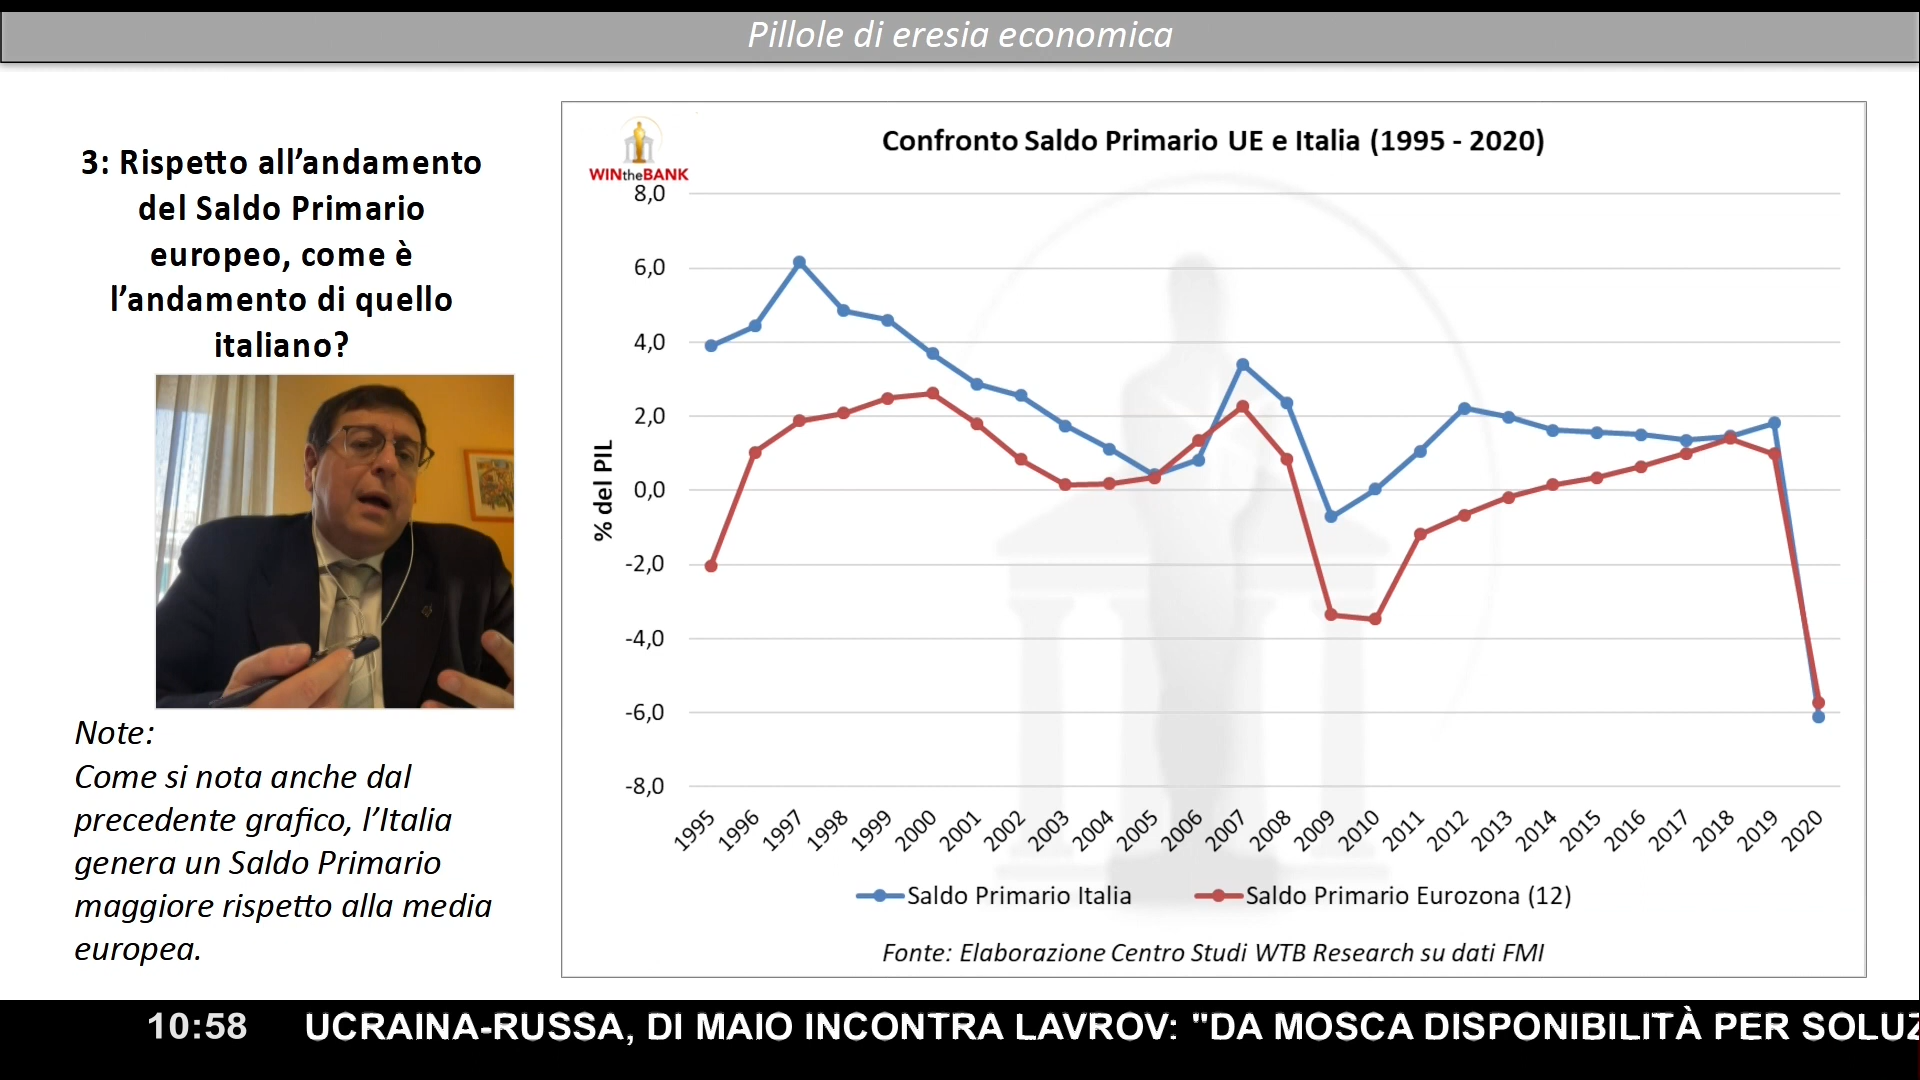 Pillole di eresia economica
3: Rispetto all’andamento
del Saldo Primario
europeo, come è
l’andamento di quello
italiano?
Note:
Come si nota anche dal
precedente grafico, l’Italia
genera un Saldo Primario
maggiore rispetto alla media
europea.
WINtheBANK
Confronto Saldo Primario UE e Italia (1995 - 2020)
% del PIL
8,0
6,0
4,0
2,0
0,0
-2,0
-4,0
-6,0
-8,0
1995 1996 1997 1998 1999 2000 2001 2002 2003 2004 2005 2006 2007 2008 2009 2010 2011 2012 2013 2014 2015 2016 2017 2018 2019 2020
Saldo Primario Italia Saldo Primario Eurozona (12)
Fonte: Elaborazione Centro Studi WTB Research su dati FMI
10:58 UCRAINA-RUSSA, DI MAIO INCONTRA LAVROV: "DA MOSCA DISPONIBILITÀ PER SOLUZ